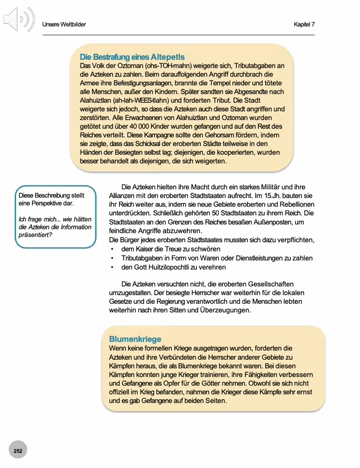 Unsere Weltbilder
Kapitel 7
Die Bestrafung eines Altepetls
Das Volk der Oztoman (ohs-TOH-mahn) weigerte sich, Tributabgaben an
die Azteken zu zahlen. Beim darauffolgenden Angriff durchbrach die
Armee ihre Befestigungsanlagen, brannte die Tempel nieder und tötete
alle Menschen, außer den Kindern. Später sandten sie Abgesandte nach
Alahuiztlan (ah-lah-WEES-tlahn) und forderten Tribut. Die Stadt
weigerte sich jedoch, so dass die Azteken auch diese Stadt angriffen und
zerstörten. Alle Erwachsenen von Alahuiztlan und Oztoman wurden
getötet und über 40 000 Kinder wurden gefangen und auf den Rest des
Reiches verteilt. Diese Kampagne sollte den Gehorsam fördern, indem
sie zeigte, dass das Schicksal der eroberten Städte teilweise in den
Händen der Besiegten selbst lag; diejenigen, die kooperierten, wurden
besser behandelt als diejenigen, die sich weigerten.
Diese Beschreibung stellt
eine Perspektive dar.
Ich frage mich... wie hätten
die Azteken die Information
präsentiert?
Die Azteken hielten ihre Macht durch ein starkes Militär und ihre
Allianzen mit den eroberten Stadtstaaten aufrecht. Im 15.Jh. bauten sie
ihr Reich weiter aus, indem sie neue Gebiete eroberten und Rebellionen
unterdrückten. Schließlich gehörten 50 Stadtstaaten zu ihrem Reich. Die
Stadtstaaten an den Grenzen des Reiches besaßen Außenposten, um
feindliche Angriffe abzuwehren.
Die Bürger jedes eroberten Stadtstaates mussten sich dazu verpflichten,
• dem Kaiser die Treue zu schwören
• Tributabgaben in Form von Waren oder Dienstleistungen zu zahlen
• den Gott Huitzilopochtli zu verehren
Die Azteken versuchten nicht, die eroberten Gesellschaften
umzugestalten. Der besiegte Herrscher war weiterhin für die lokalen
Gesetze und die Regierung verantwortlich und die Menschen lebten
weiterhin nach ihren Sitten und Überzeugungen.
Blumenkriege
Wenn keine formellen Kriege ausgetragen wurden, forderten die
Azteken und ihre Verbündeten die Herrscher anderer Gebiete zu
Kämpfen heraus, die als Blumenkriege bekannt waren. Bei diesen
Kämpfen konnten junge Krieger trainieren, ihre Fähigkeiten verbessern
und Gefangene als Opfer für die Götter nehmen. Obwohl sie sich nicht
offiziell im Krieg befanden, nahmen die Krieger diese Kämpfe sehr ernst
und es gab Gefangene auf beiden Seiten.
252